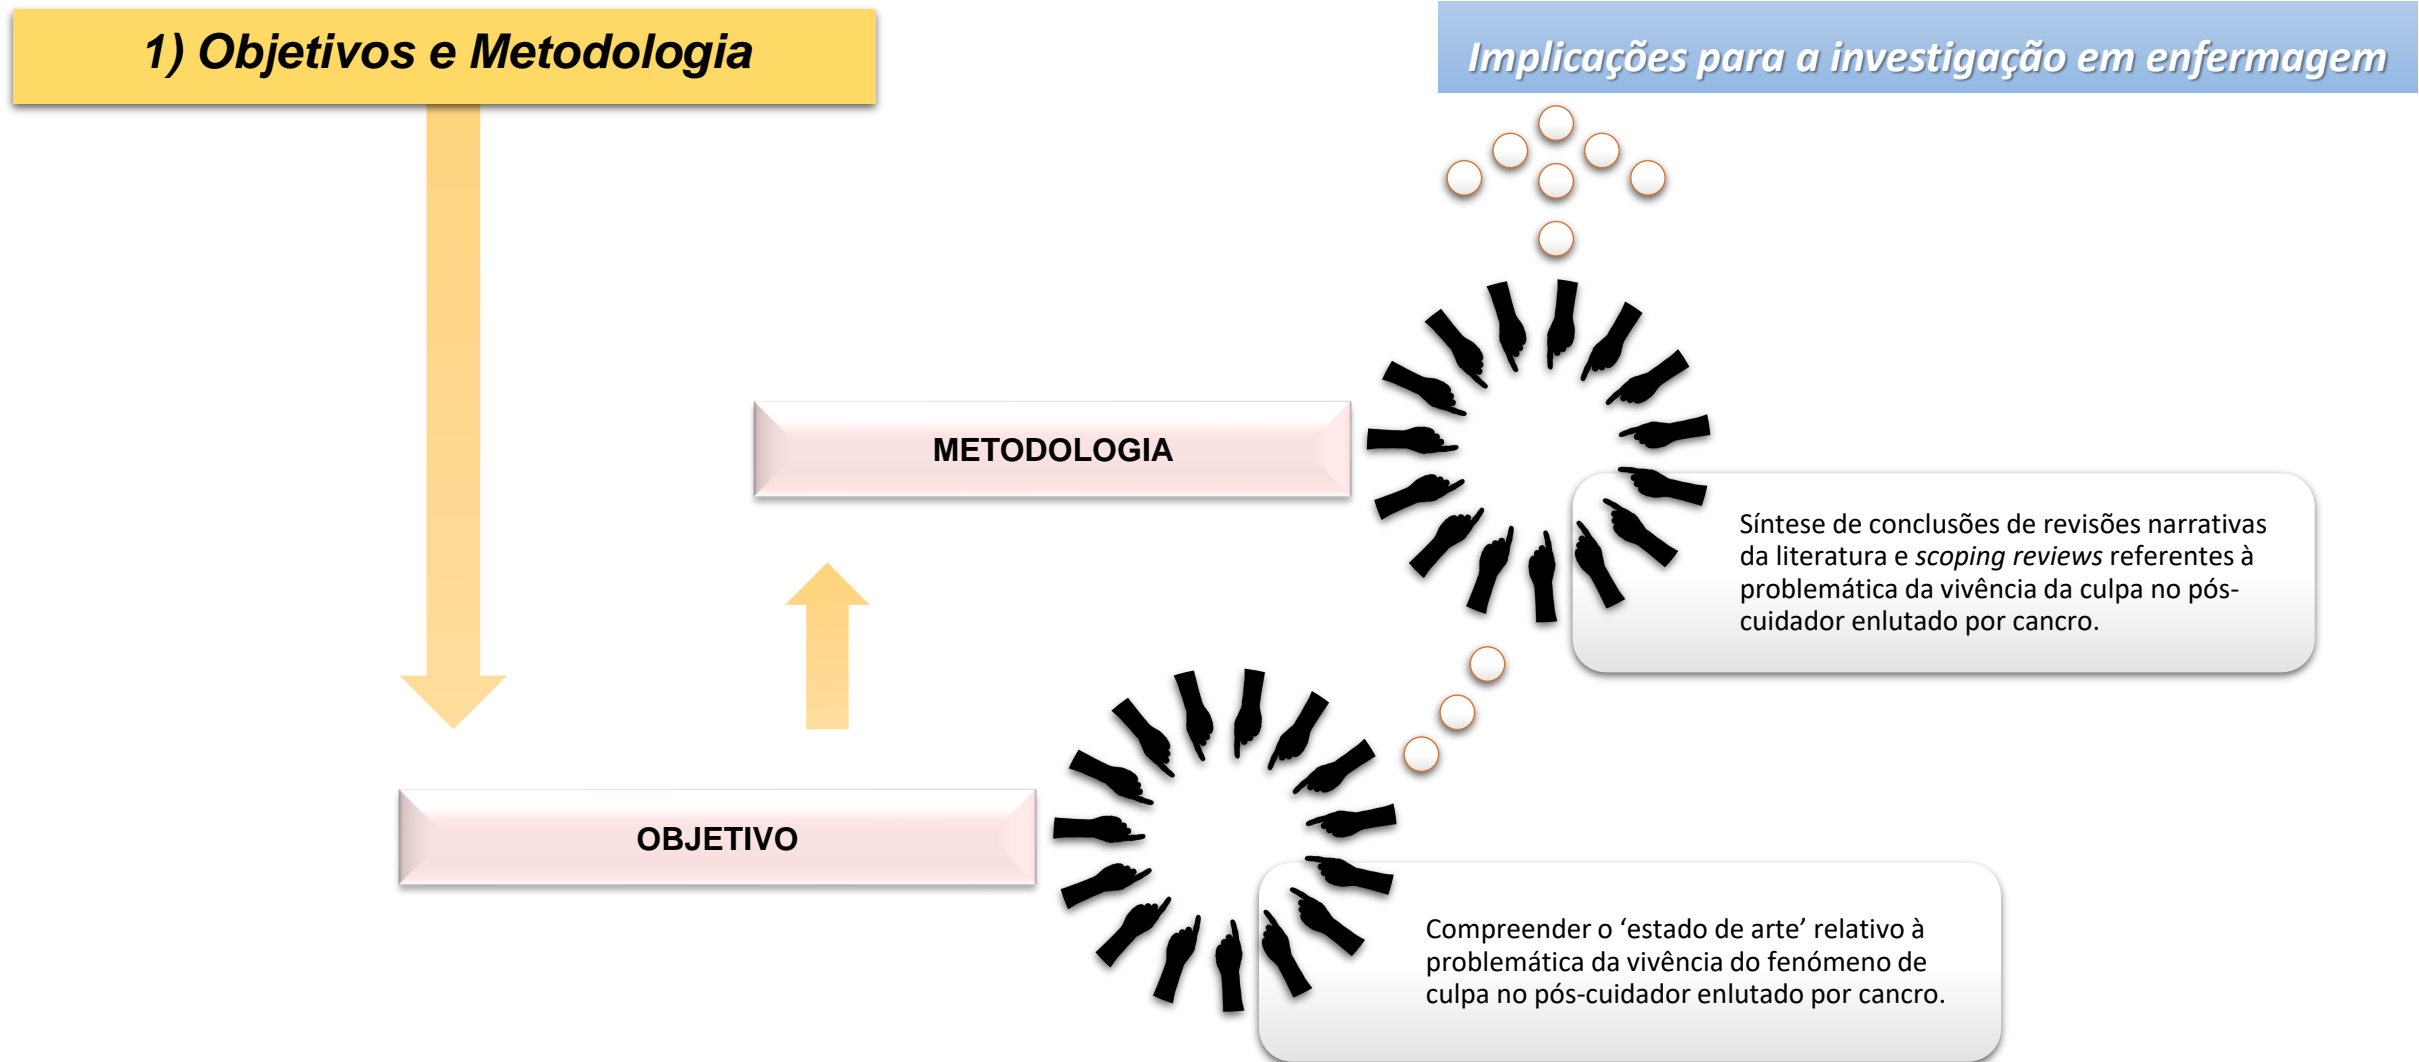 1) Objetivos e Metodologia
Implicações para a investigação em enfermagem
METODOLOGIA
Síntese de conclusões de revisões narrativas
da literatura e scoping reviews referentes à
problemática da vivência da culpa no pós-
cuidador enlutado por cancro.
OBJETIVO
Compreender o ‘estado de arte’ relativo à
problemática da vivência do fenómeno de
culpa no pós-cuidador enlutado por cancro.